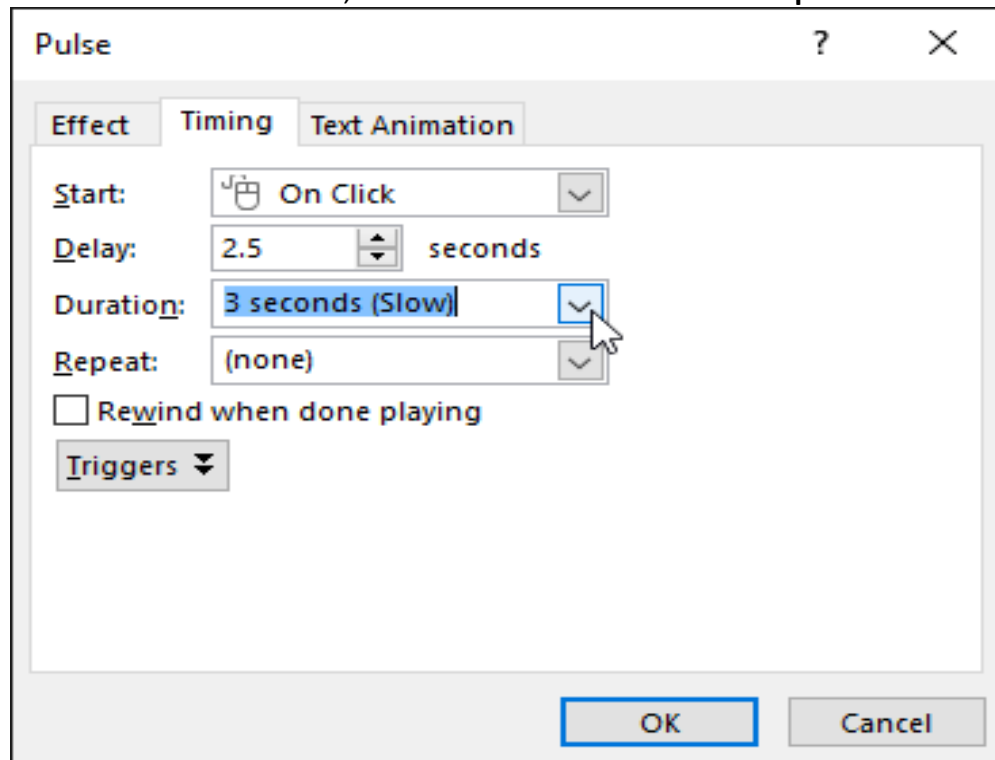 Pulse ?
Effect Timing Text Animation
Start: On Click
Delay: 2.5 seconds
Duration: 3 seconds (Slow)
Repeat: (none)
Rewind when done playing
Triggers
OK Cancel